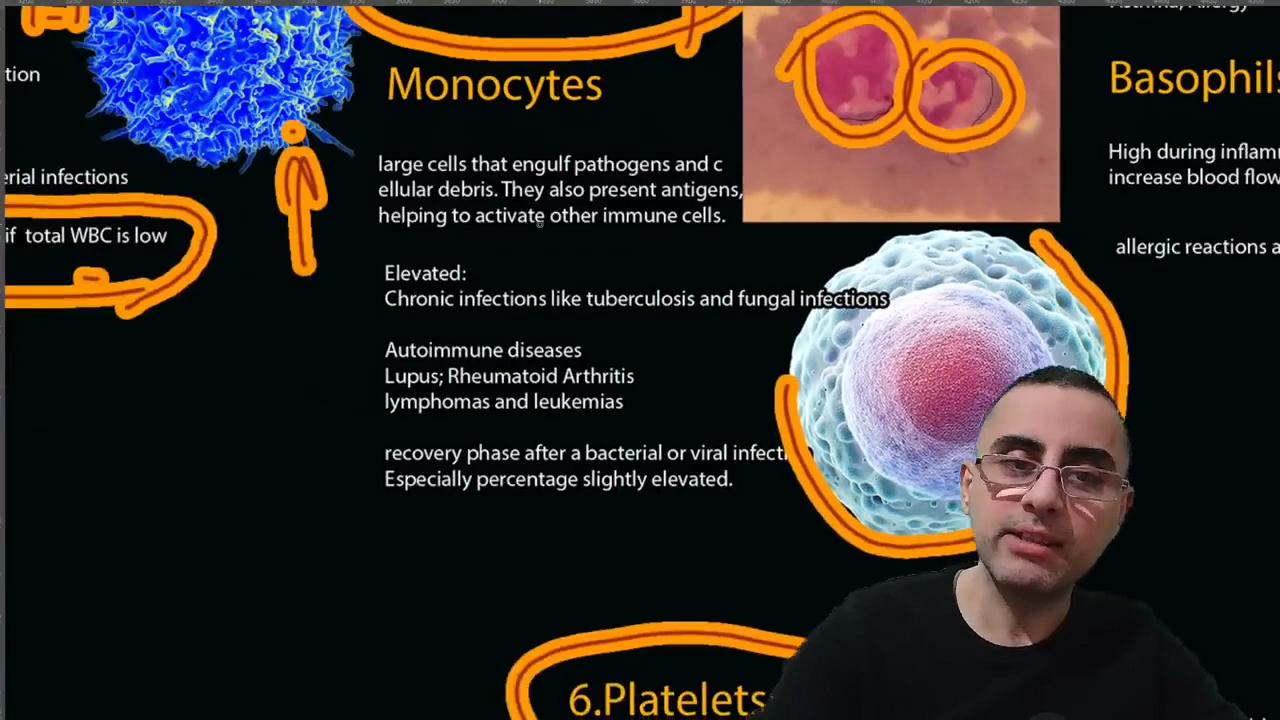 tion
erial infections
if total WBC is low
Monocytes
large cells that engulf pathogens and c
ellular debris. They also present antigens,
helping to activate other immune cells.
Elevated:
Chronic infections like tuberculosis and fungal infections
Autoimmune diseases
Lupus; Rheumatoid Arthritis
lymphomas and leukemias
recovery phase after a bacterial or viral infecti
Especially percentage slightly elevated.
6.Platelets
Asthma, Allergy
Basophils
High during inflamm
increase blood flow
allergic reactions a